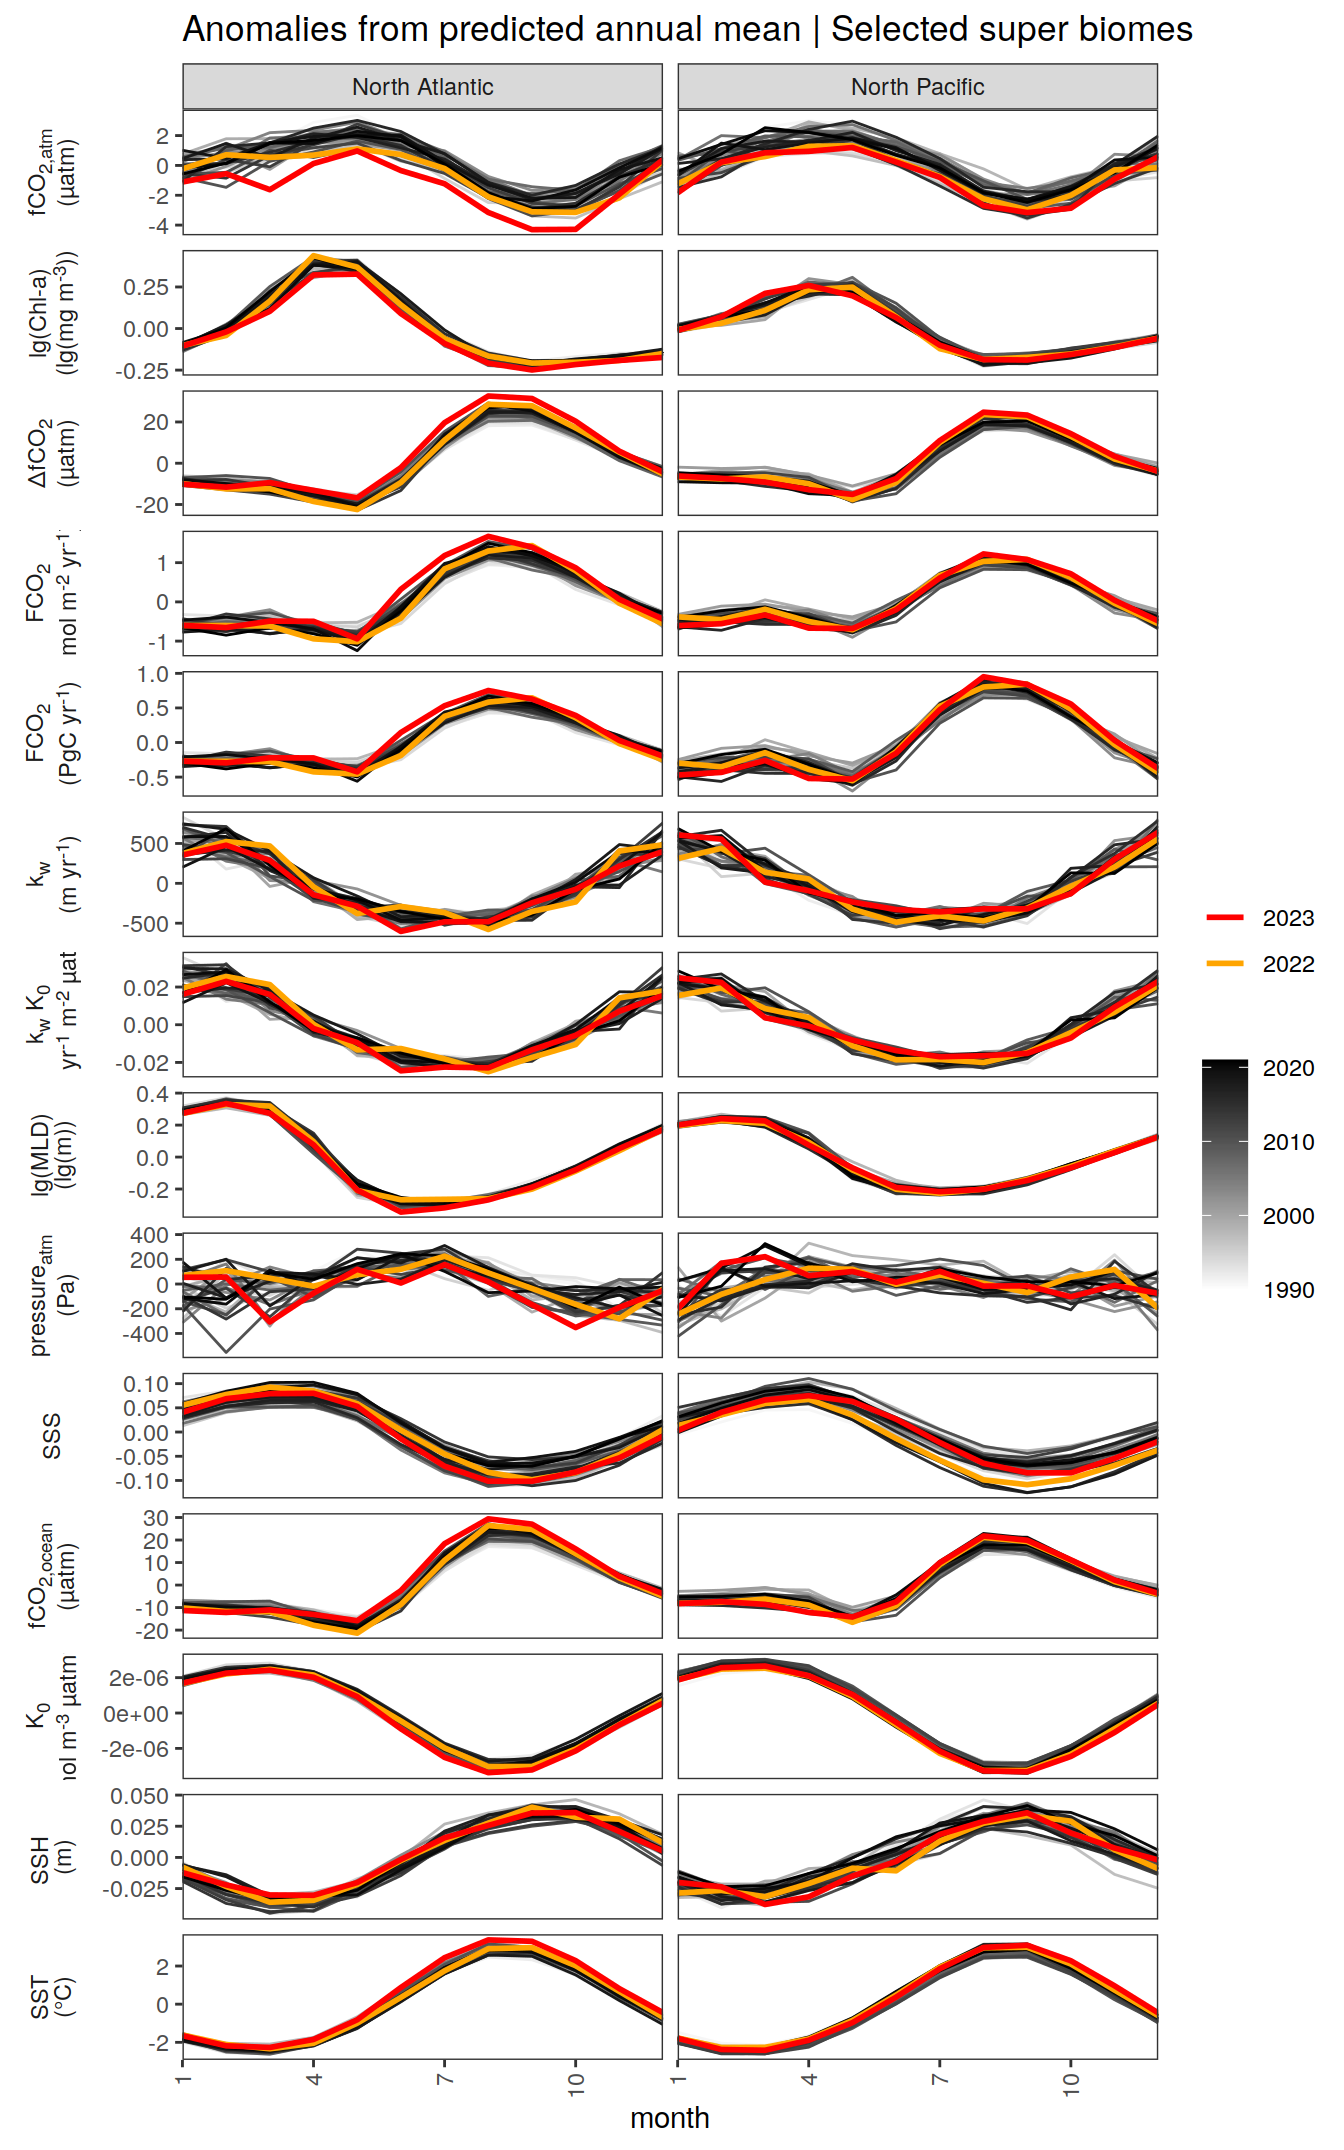 Anomalies from predicted annual mean | Selected super biomes
North Atlantic
North Pacific
fCO2,atm
(µatm)
2
0
-2
-4
lg(Chl-a)
(lg(mg m-3))
0.25
0.00
-0.25
ΔfCO2
(µatm)
20
0
-20
FCO2
mol m-2 yr-1
1
0
-1
FCO2
(PgC yr-1)
1.0
0.5
0.0
-0.5
kw
(m yr-1)
500
0
-500
kw K0
yr-1 m-2 µat
0.02
0.00
-0.02
lg(MLD)
(lg(m))
0.4
0.2
0.0
-0.2
pressureatm
(Pa)
400
200
0
-200
-400
SSS
0.10
0.05
0.00
-0.05
-0.10
fCO2,ocean
(µatm)
30
20
10
0
-10
-20
K0
ol m-3 µatm
2e-06
0e+00
-2e-06
SSH
(m)
0.050
0.025
0.000
-0.025
SST
(°C)
2
0
-2
1
4
7
10
1
4
7
10
month
2023
2022
2020
2010
2000
1990